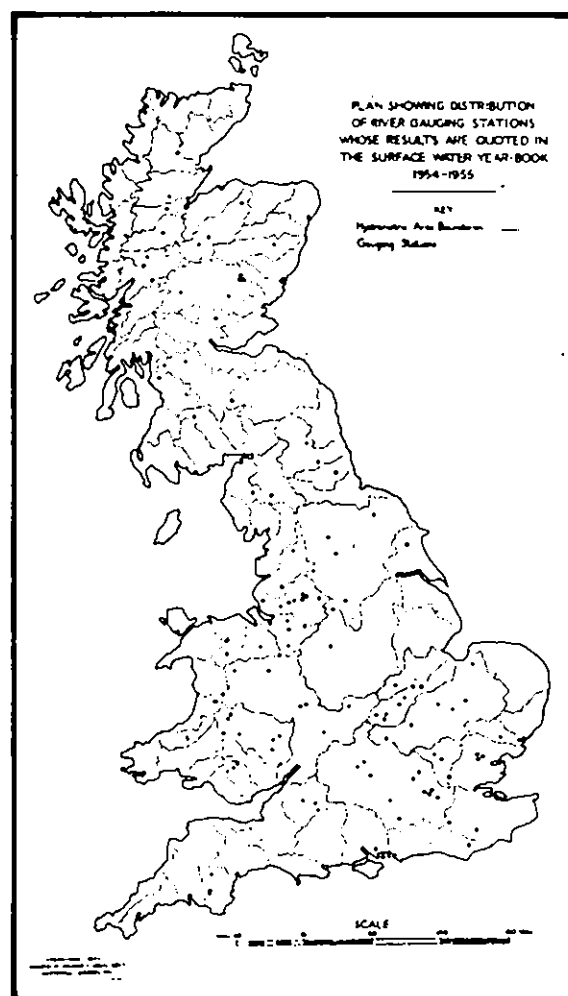 PLAN SHOWING DISTRIBUTION
OF RIVER GAUGING STATIONS
WHOSE RESULTS ARE QUOTED IN
THE SURFACE WATER YEAR-BOOK
1954-1955
KEY
Hydrometric Area Boundaries
Gauging Stations
SCALE